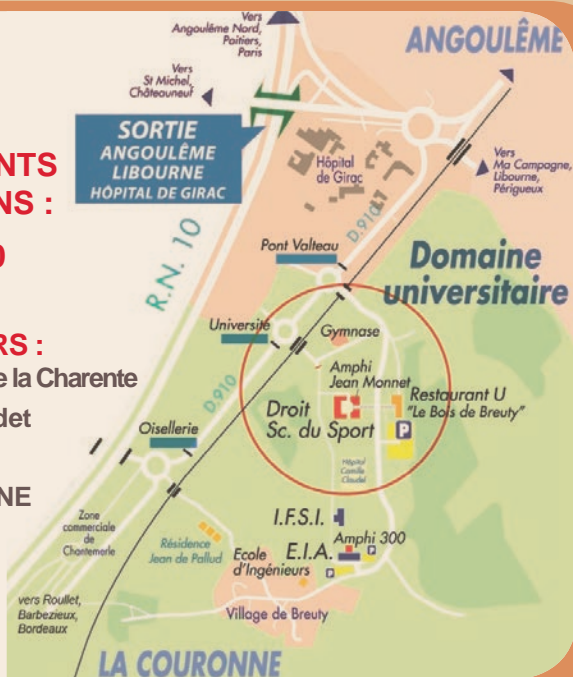 NTS
NS :
RS :
e la Charente
det
NE
Vers
Angoulême Nord,
Poitiers,
Paris
ANGOULÊME
Vers
St Michel,
Châteauneuf
SORTIE
ANGOULÊME
LIBOURNE
HÔPITAL DE GIRAC
Hôpital
de Girac
Vers
Ma Campagne,
Libourne,
Périgueux
D.910
R.N. 10
Pont Valteau
Domaine
universitaire
Université
Gymnase
Amphi
Jean Monnet
D.910
Droit
Sc. du Sport
Restaurant U
"Le Bois de Breuty"
P
Oisellerie
Hôpital
Camille
Claudel
I.F.S.I.
Zone
commerciale
de
Chantemerle
Résidence
Jean de Pallud
Ecole
d'Ingénieurs
E.I.A.
Amphi 300
P
P
vers Roullet,
Barbezieux,
Bordeaux
Village de Breuty
LA COURONNE